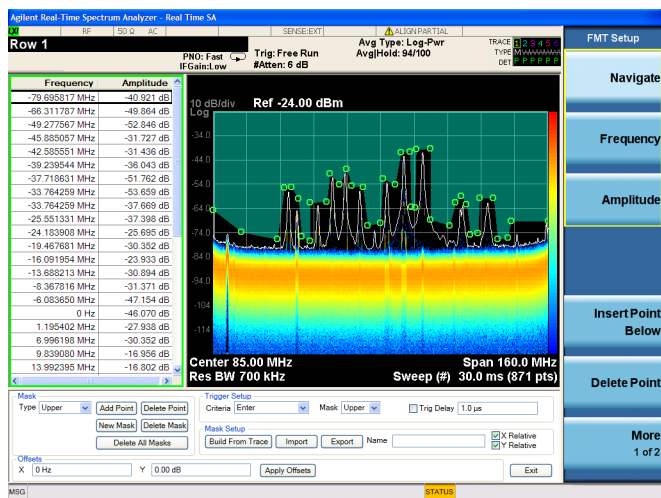 Agilent Real-Time Spectrum Analyzer - Real Time SA
LXI RF 50 Ω AC SENSE:EXT ALIGN PARTIAL
Row 1
PNO: Fast
IFGain:Low
Trig: Free Run
#Atten: 6 dB
Avg Type: Log-Pwr
Avg|Hold: 94/100
TRACE 1 2 3 4 5 6
TYPE
DET P P P P P P
FMT Setup
Navigate
Frequency
Amplitude
Insert Point
Below
Delete Point
More
1 of 2
Frequency Amplitude
-79.695817 MHz -40.921 dB
-66.311787 MHz -49.864 dB
-49.277567 MHz -52.846 dB
-45.885057 MHz -31.727 dB
-42.585551 MHz -31.436 dB
-39.239544 MHz -36.043 dB
-37.718631 MHz -51.762 dB
-33.764259 MHz -53.659 dB
-33.764259 MHz -37.669 dB
-25.551331 MHz -37.398 dB
-24.183908 MHz -25.695 dB
-19.467681 MHz -30.352 dB
-16.091954 MHz -23.933 dB
-13.688213 MHz -30.894 dB
-8.367816 MHz -31.371 dB
-6.083650 MHz -47.154 dB
0 Hz -46.070 dB
1.195402 MHz -27.938 dB
6.996198 MHz -30.352 dB
9.839080 MHz -16.956 dB
13.992395 MHz -16.802 dB
10 dB/div Ref -24.00 dBm
Log
-34.0
-44.0
-54.0
-64.0
-74.0
-84.0
-94.0
-104
-114
Center 85.00 MHz Span 160.0 MHz
Res BW 700 kHz Sweep (#) 30.0 ms (871 pts)
Mask
Type Upper Add Point Delete Point
New Mask Delete Mask
Delete All Masks
Trigger Setup
Criteria Enter Mask Upper Trig Delay 1.0 µs
Mask Setup
Build From Trace Import Export Name
X Relative
Y Relative
Offsets
X 0 Hz Y 0.00 dB Apply Offsets Exit
MSG STATUS